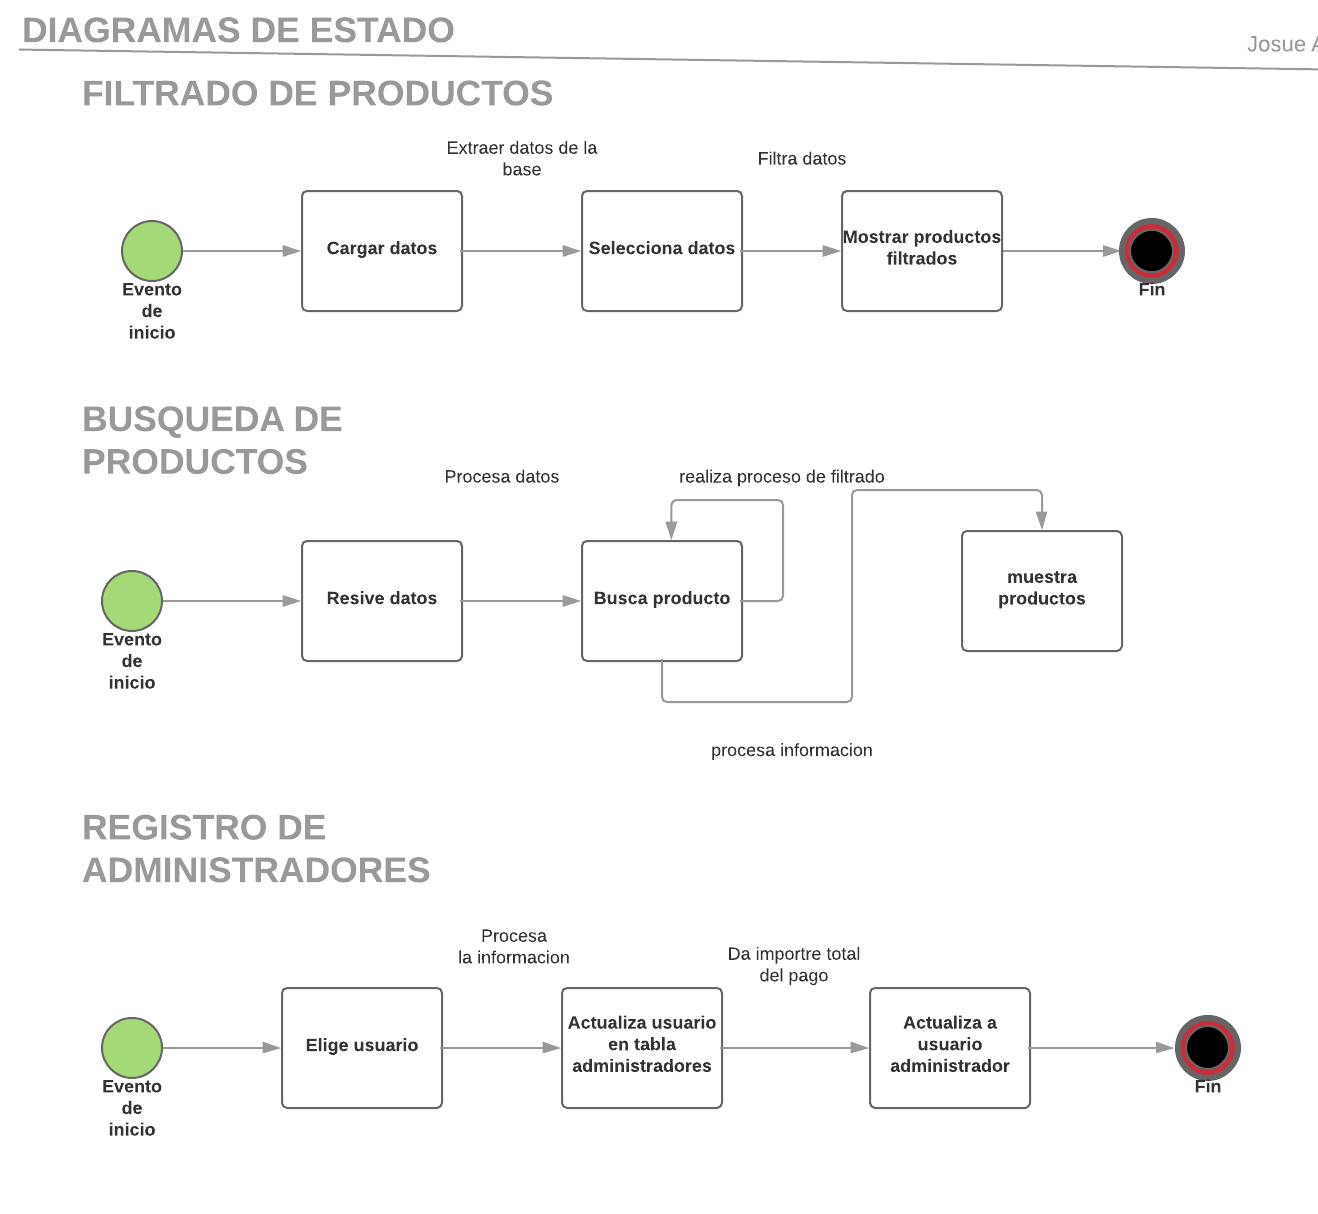 DIAGRAMAS DE ESTADO
Josue A
FILTRADO DE PRODUCTOS
Extraer datos de la
base
Filtra datos
Cargar datos
Selecciona datos
Mostrar productos
filtrados
Evento
de
inicio
Fin
BUSQUEDA DE
PRODUCTOS
Procesa datos
realiza proceso de filtrado
Resive datos
Busca producto
muestra
productos
Evento
de
inicio
procesa informacion
REGISTRO DE
ADMINISTRADORES
Procesa
la informacion
Da importre total
del pago
Elige usuario
Actualiza usuario
en tabla
administradores
Actualiza a
usuario
administrador
Evento
de
inicio
Fin